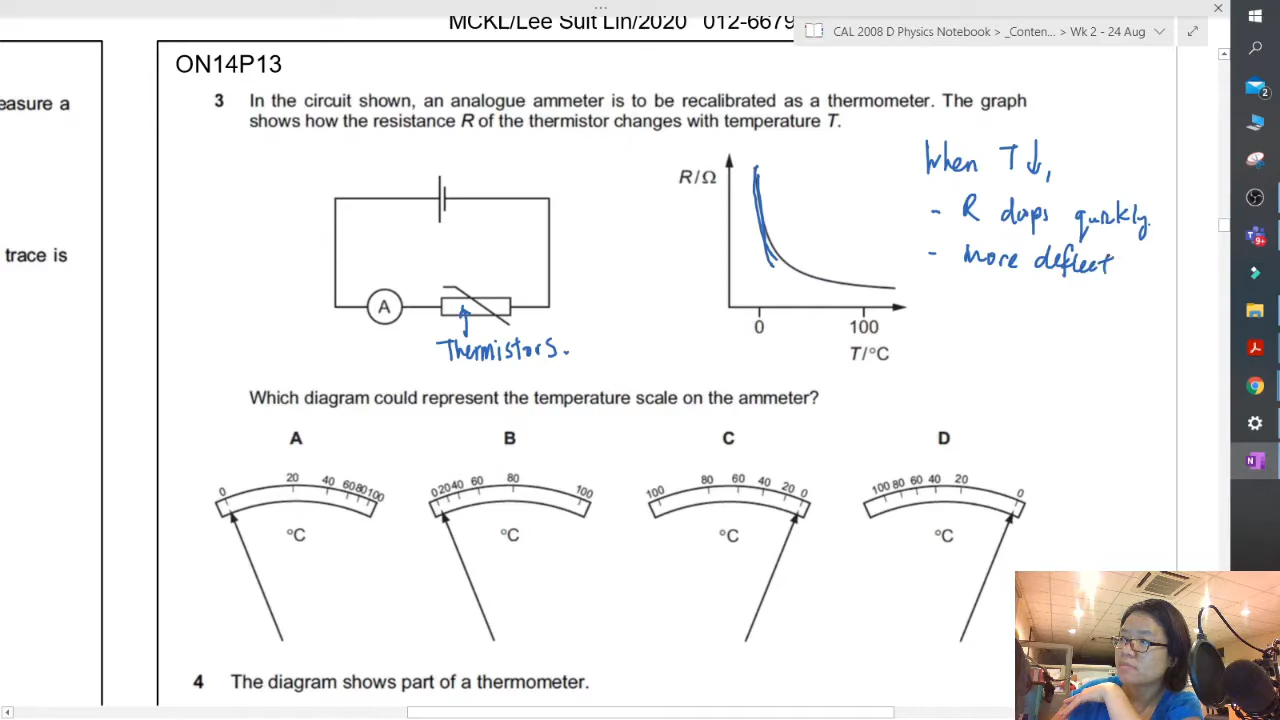 MCKL/Lee Suit Lin/2020 012-6679
CAL 2008 D Physics Notebook > _Conten... > Wk 2 - 24 Aug
ON14P13
easure a
trace is
3 In the circuit shown, an analogue ammeter is to be recalibrated as a thermometer. The graph
shows how the resistance R of the thermistor changes with temperature T.
A
Thermistors.
R/Ω
0 100
T/°C
When T↓,
- R drops quickly.
- more deflect
Which diagram could represent the temperature scale on the ammeter?
A B C D
0 20 40 60 80 100
°C
0 20 40 60 80 100
°C
100 80 60 40 20 0
°C
100 80 60 40 20 0
°C
4 The diagram shows part of a thermometer.
2
9+